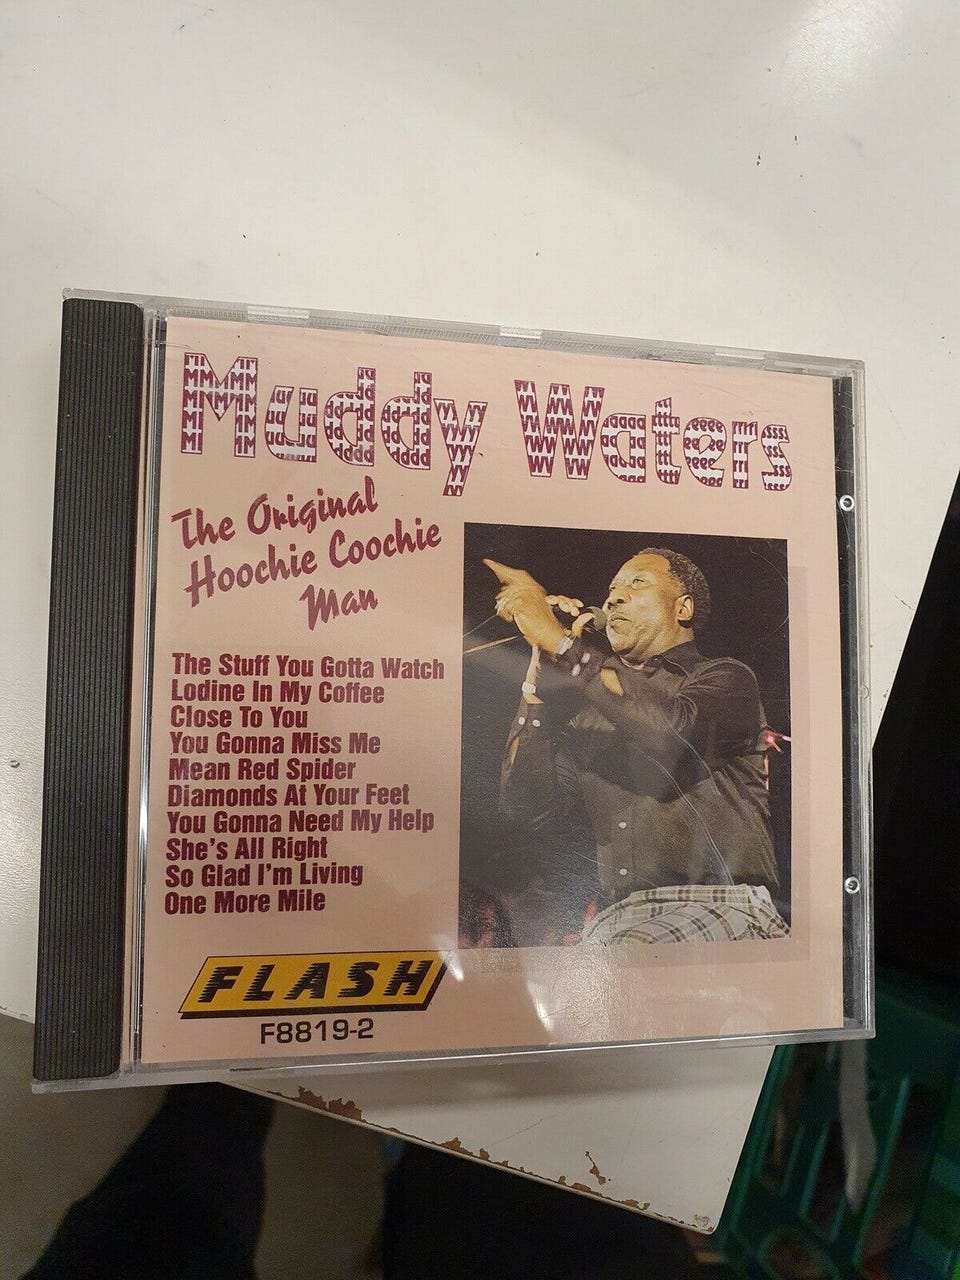 Muddy Waters
The Original
Hoochie Coochie
Man
The Stuff You Gotta Watch
Lodine In My Coffee
Close To You
You Gonna Miss Me
Mean Red Spider
Diamonds At Your Feet
You Gonna Need My Help
She's All Right
So Glad I'm Living
One More Mile
FLASH
F8819-2